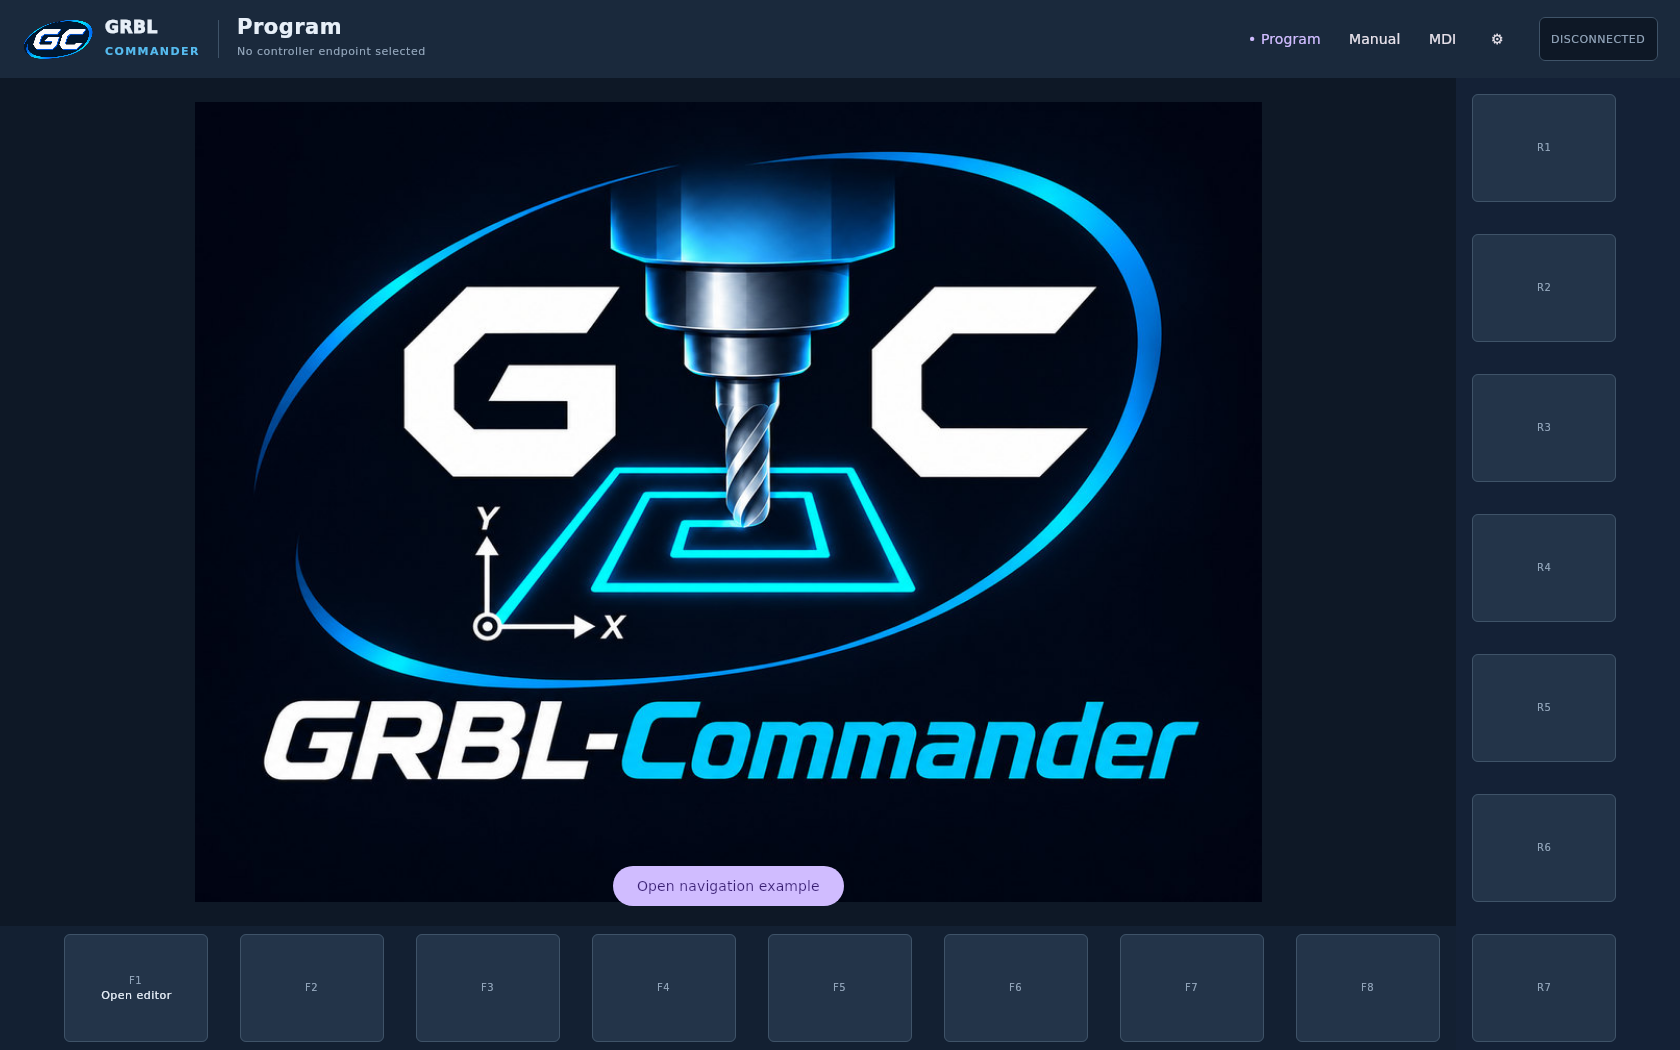 GC
GRBL
COMMANDER
Program
No controller endpoint selected
• Program
Manual
MDI
DISCONNECTED
G C
Y
X
GRBL-Commander
Open navigation example
R1
R2
R3
R4
R5
R6
R7
F1
Open editor
F2
F3
F4
F5
F6
F7
F8